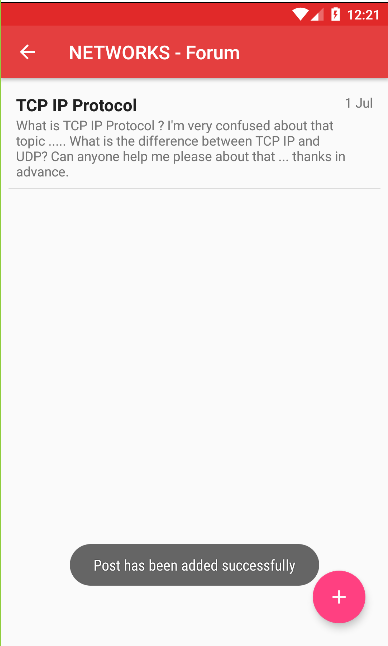 12:21
NETWORKS - Forum
TCP IP Protocol
1 Jul
What is TCP IP Protocol ? I'm very confused about that
topic ..... What is the difference between TCP IP and
UDP? Can anyone help me please about that ... thanks in
advance.
Post has been added successfully